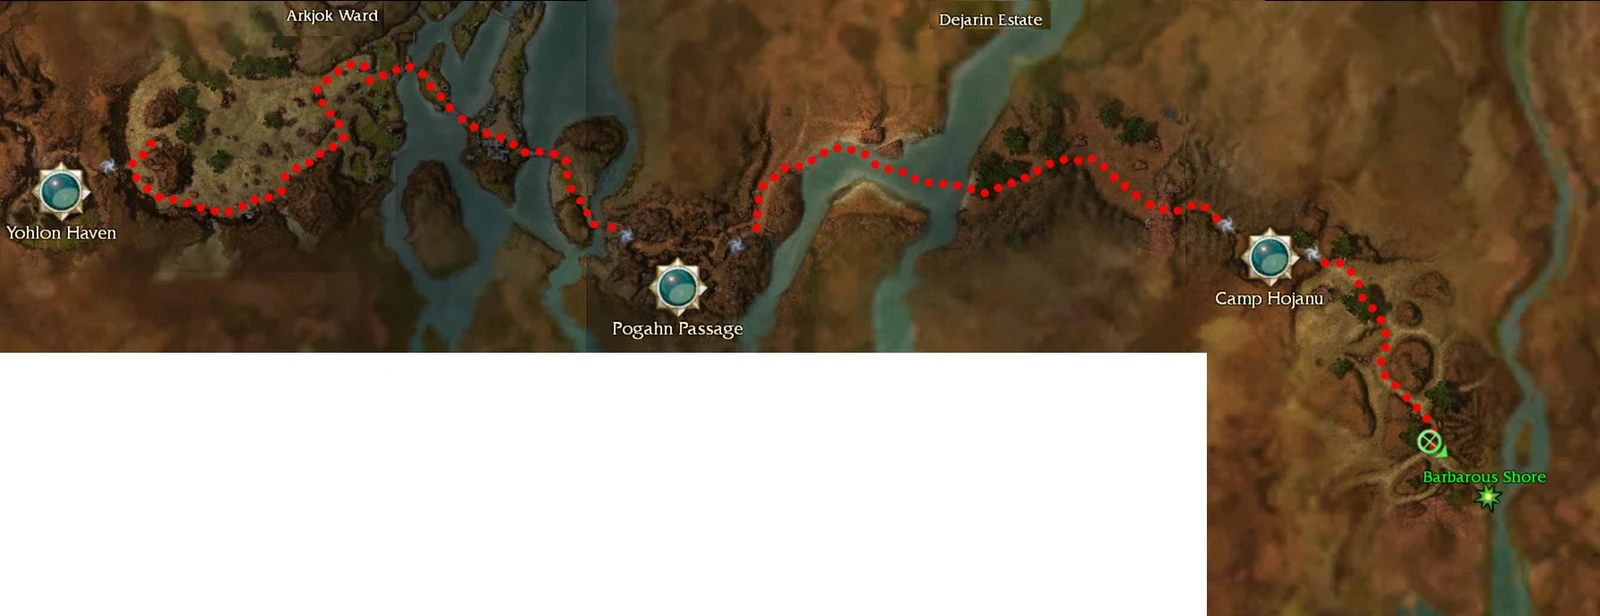 Arkjok Ward
Dejarin Estate
Yohlon Haven
Pogahn Passage
Camp Hojanu
Barbarous Shore